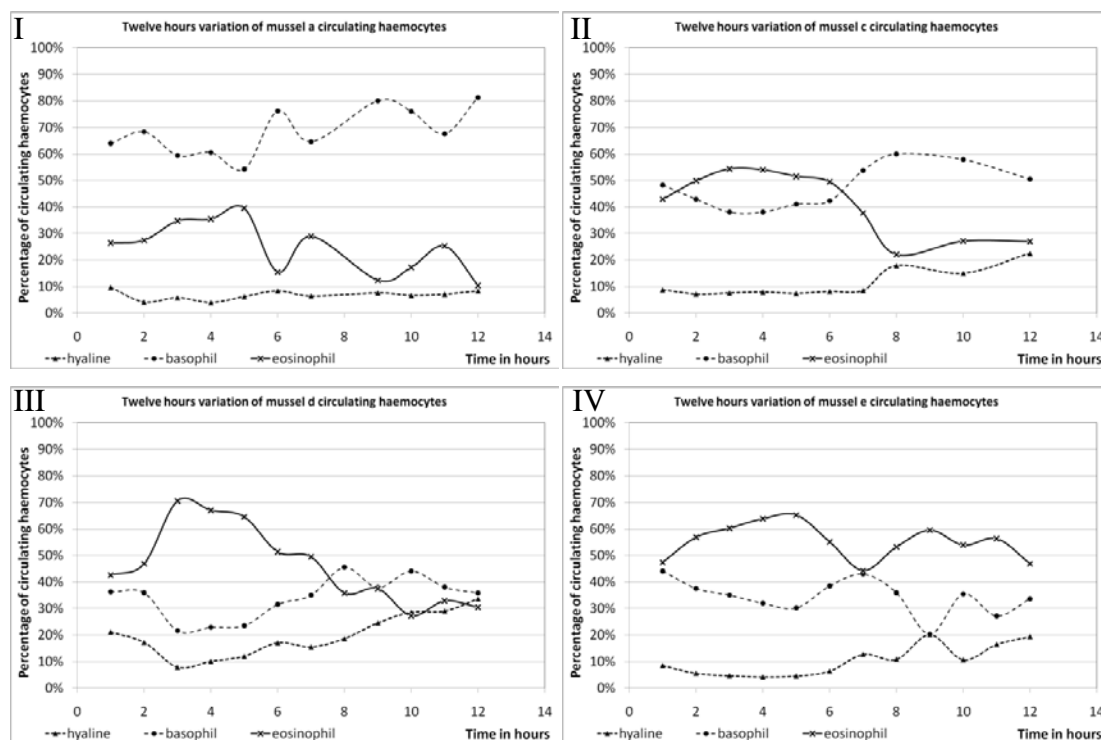 I
Twelve hours variation of mussel a circulating haemocytes
Percentage of circulating haemocytes
100%
90%
80%
70%
60%
50%
40%
30%
20%
10%
0%
0 2 4 6 8 10 12 14
Time in hours
hyaline basophil eosinophil
II
Twelve hours variation of mussel c circulating haemocytes
Percentage of circulating haemocytes
100%
90%
80%
70%
60%
50%
40%
30%
20%
10%
0%
0 2 4 6 8 10 12 14
Time in hours
hyaline basophil eosinophil
III
Twelve hours variation of mussel d circulating haemocytes
Percentage of circulating haemocytes
100%
90%
80%
70%
60%
50%
40%
30%
20%
10%
0%
0 2 4 6 8 10 12 14
Time in hours
hyaline basophil eosinophil
IV
Twelve hours variation of mussel e circulating haemocytes
Percentage of circulating haemocytes
100%
90%
80%
70%
60%
50%
40%
30%
20%
10%
0%
0 2 4 6 8 10 12 14
Time in hours
hyaline basophil eosinophil